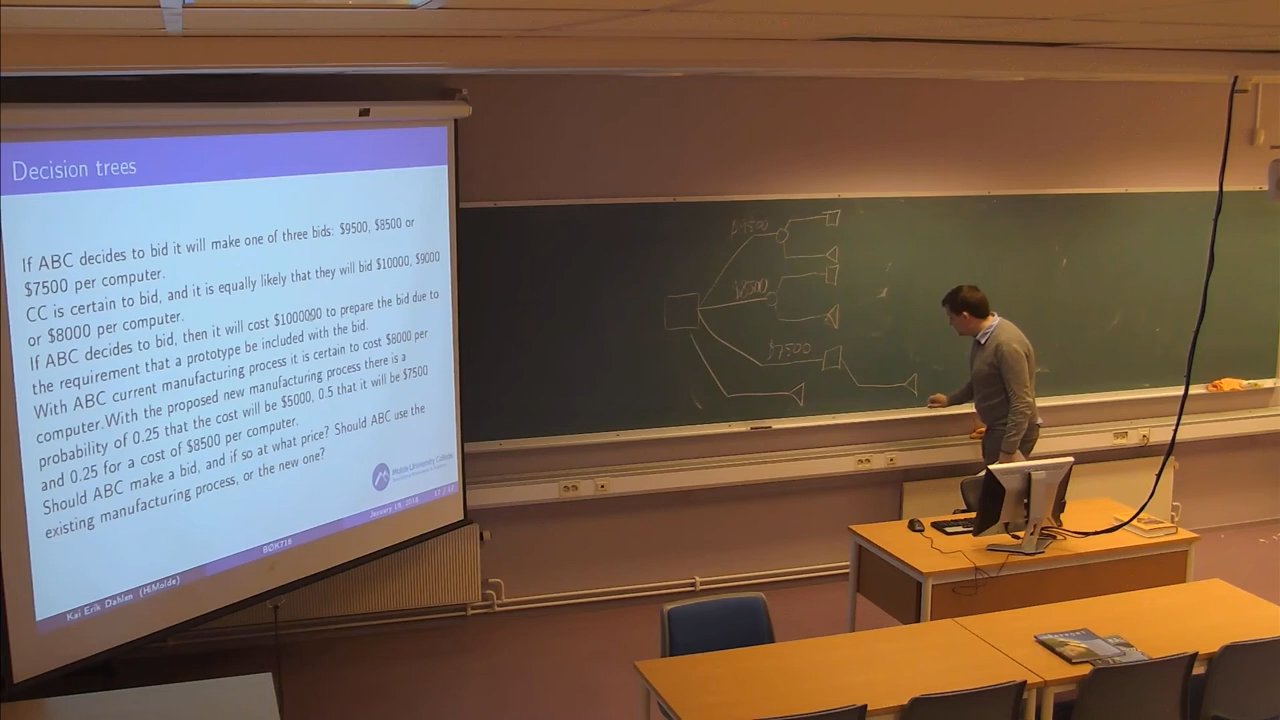 Decision trees
If ABC decides to bid it will make one of three bids: $9500, $8500 or
$7500 per computer.
CC is certain to bid, and it is equally likely that they will bid $10000, $9000
or $8000 per computer.
If ABC decides to bid, then it will cost $1000000 to prepare the bid due to
the requirement that a prototype be included with the bid.
With ABC current manufacturing process it is certain to cost $8000 per
computer. With the proposed new manufacturing process there is a
probability of 0.25 that the cost will be $5000, 0.5 that it will be $7500
and 0.25 for a cost of $8500 per computer.
Should ABC make a bid, and if so at what price? Should ABC use the
existing manufacturing process, or the new one?
Molde University College
Kai Erik Dahlen (HiMolde)
BØK715
January 18, 2018
$9500
$8500
$7500